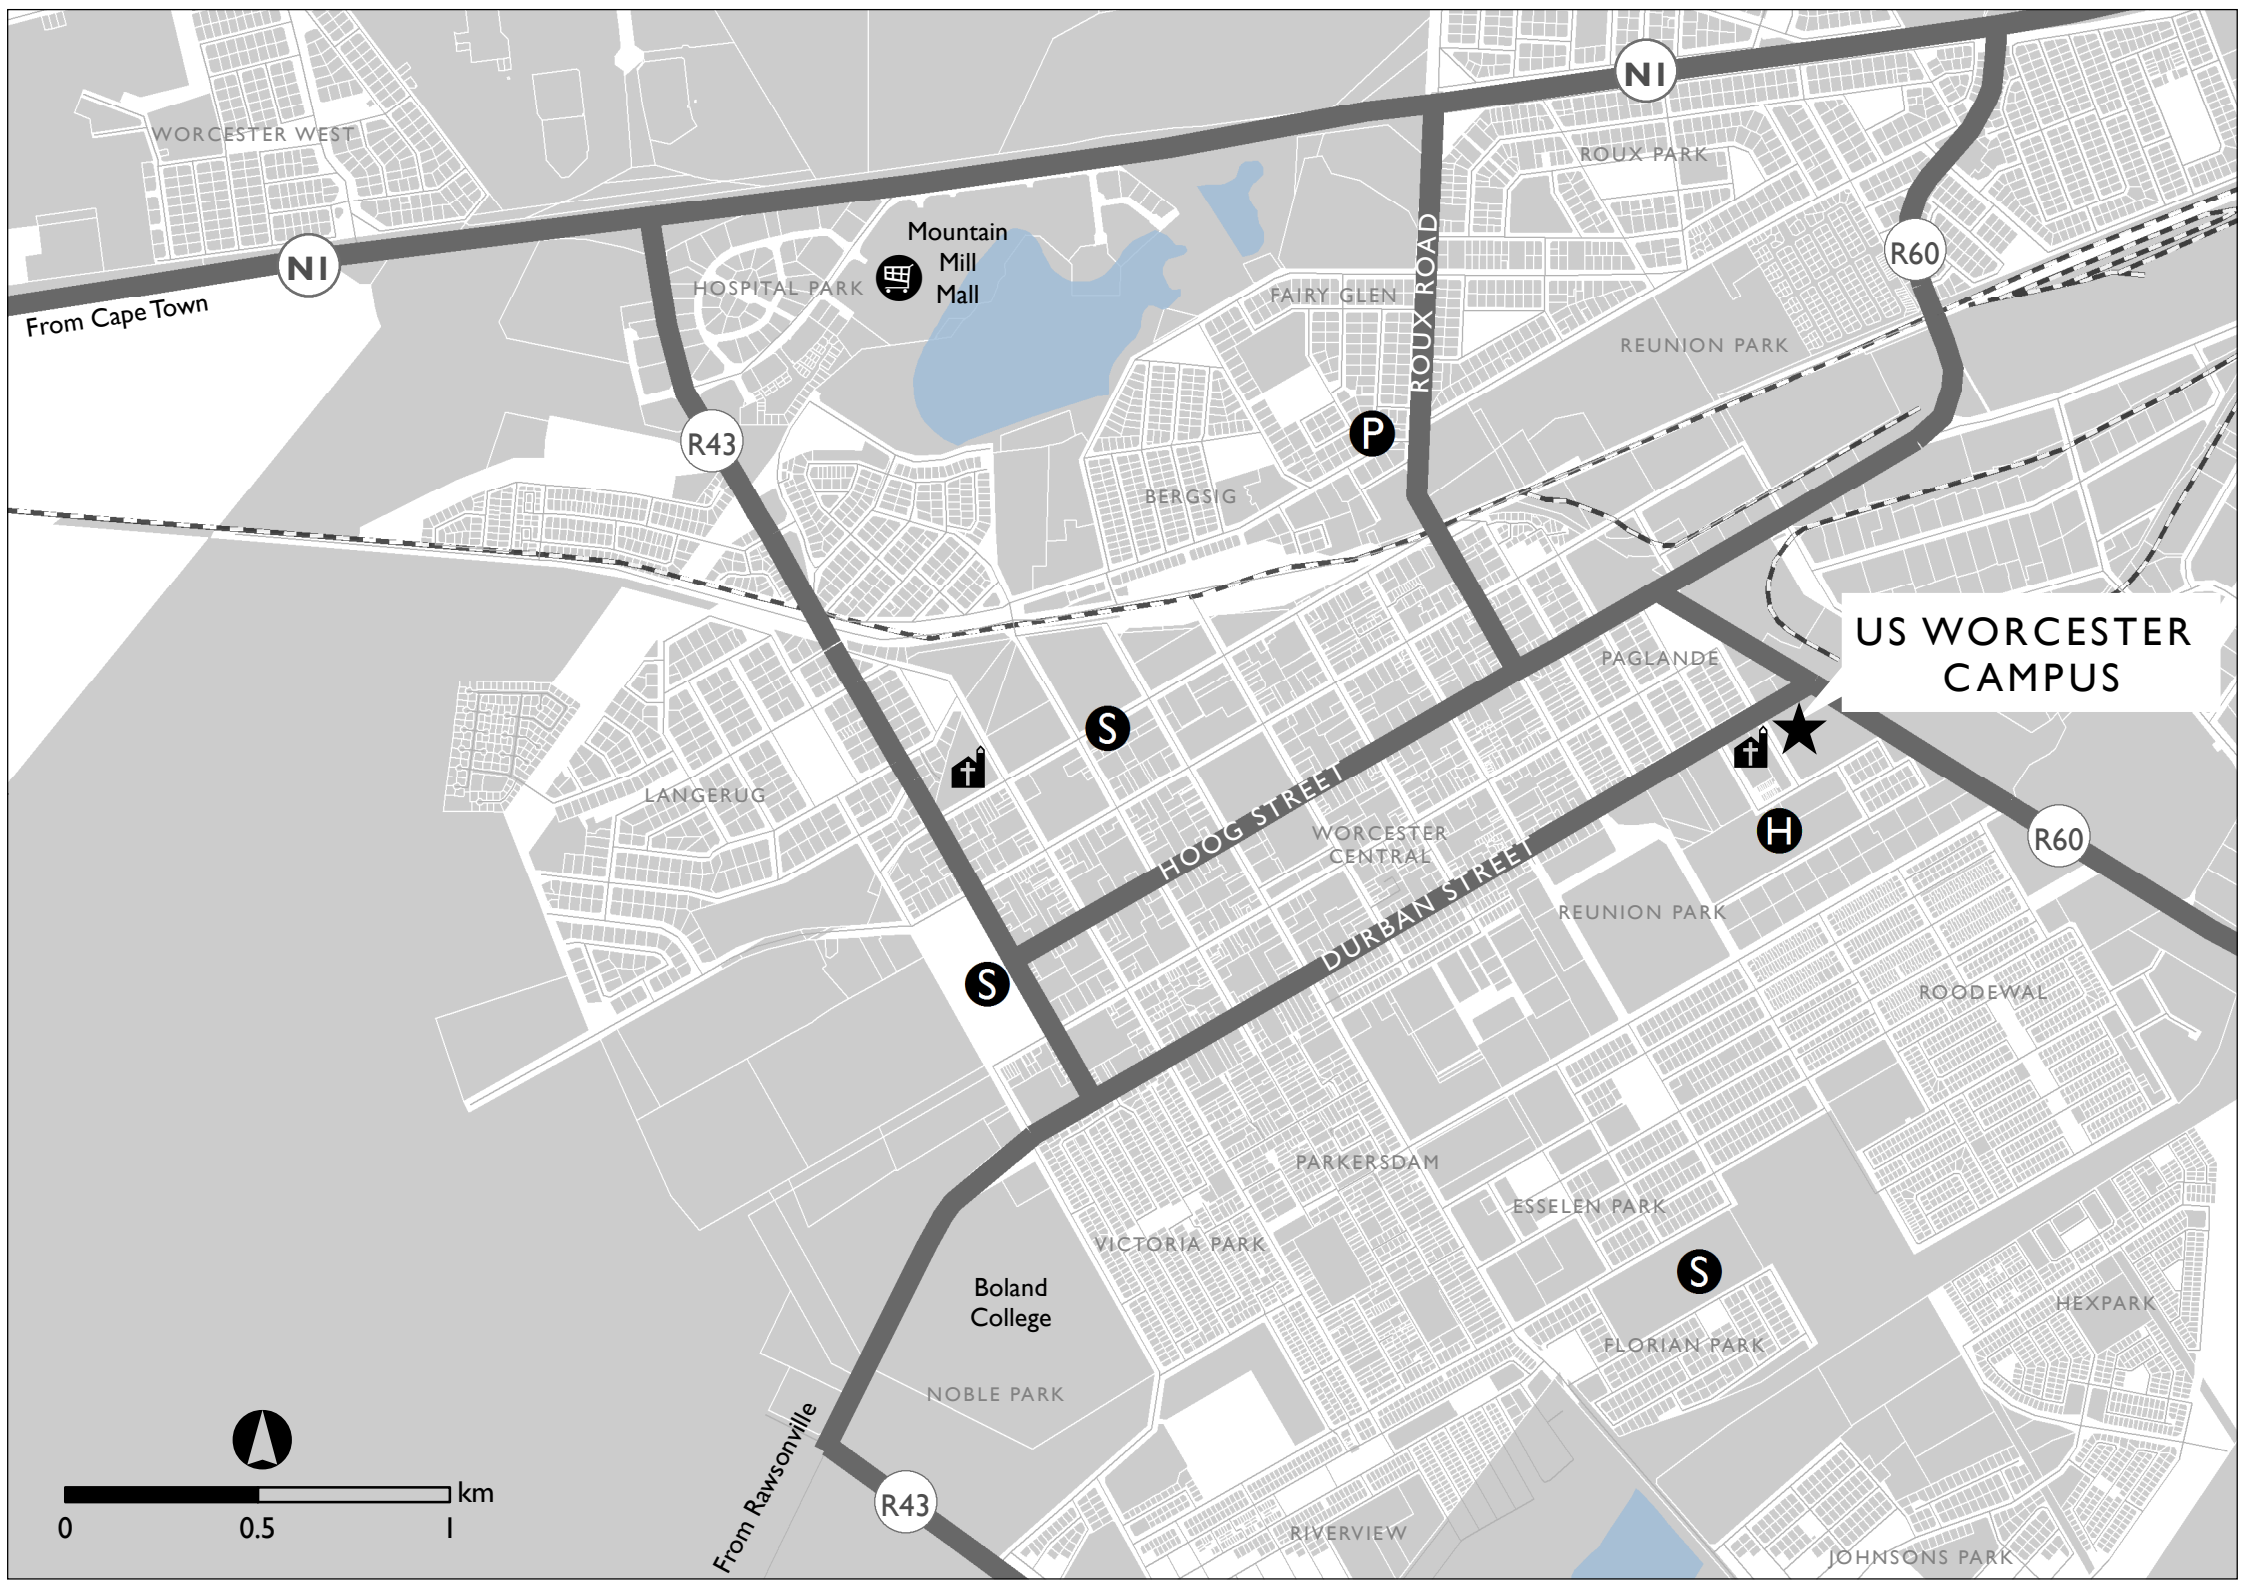 N1
WORCESTER WEST
ROUX PARK
Mountain
Mill
Mall
ROUX ROAD
R60
N1
HOSPITAL PARK
FAIRY GLEN
From Cape Town
REUNION PARK
P
R43
BERGSIG
US WORCESTER
CAMPUS
PAGLANDE
S
LANGERUG
HOOG STREET
WORCESTER
CENTRAL
H
R60
DURBAN STREET
REUNION PARK
S
ROODEWAL
PARKERSDAM
ESSELEN PARK
VICTORIA PARK
S
Boland
College
HEXPARK
FLORIAN PARK
NOBLE PARK
From Rawsonville
km
0 0.5 1
R43
RIVERVIEW
JOHNSONS PARK